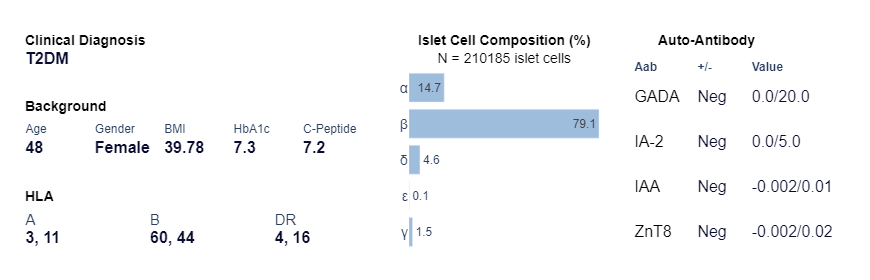 Clinical Diagnosis
T2DM
Background
Age Gender BMI HbA1c C-Peptide
48 Female 39.78 7.3 7.2
HLA
A B DR
3, 11 60, 44 4, 16
Islet Cell Composition (%)
N = 210185 islet cells
α 14.7
β 79.1
δ 4.6
ε 0.1
γ 1.5
Auto-Antibody
Aab +/- Value
GADA Neg 0.0/20.0
IA-2 Neg 0.0/5.0
IAA Neg -0.002/0.01
ZnT8 Neg -0.002/0.02